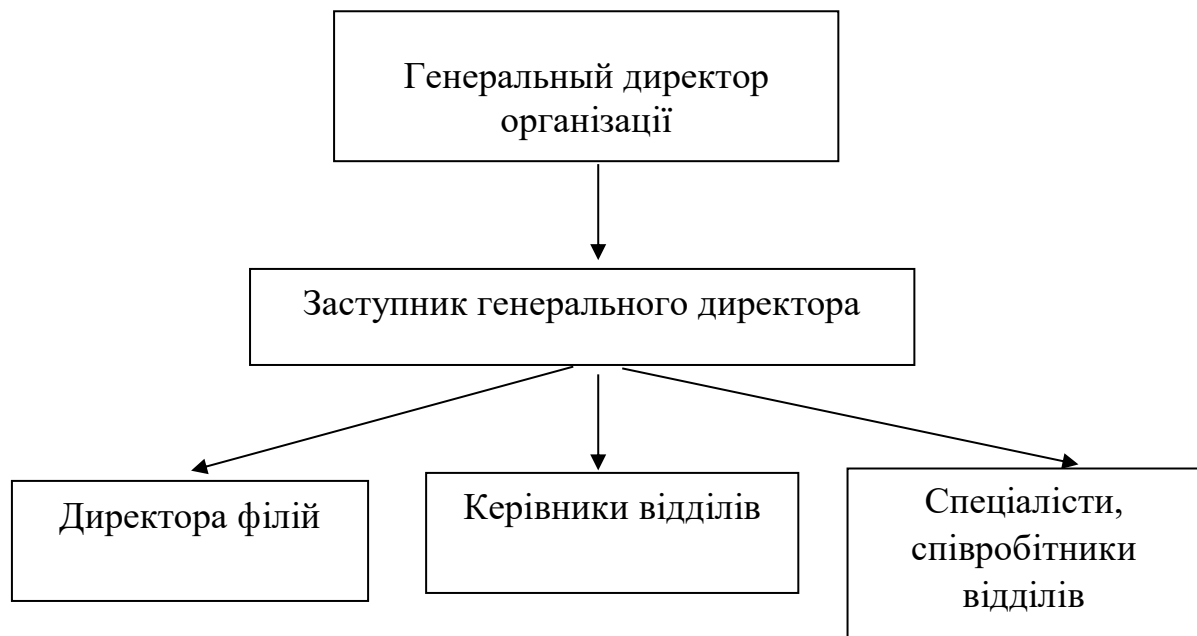 Генеральный директор
організації
Заступник генерального директора
Директора філій
Керівники відділів
Спеціалісти,
співробітники
відділів